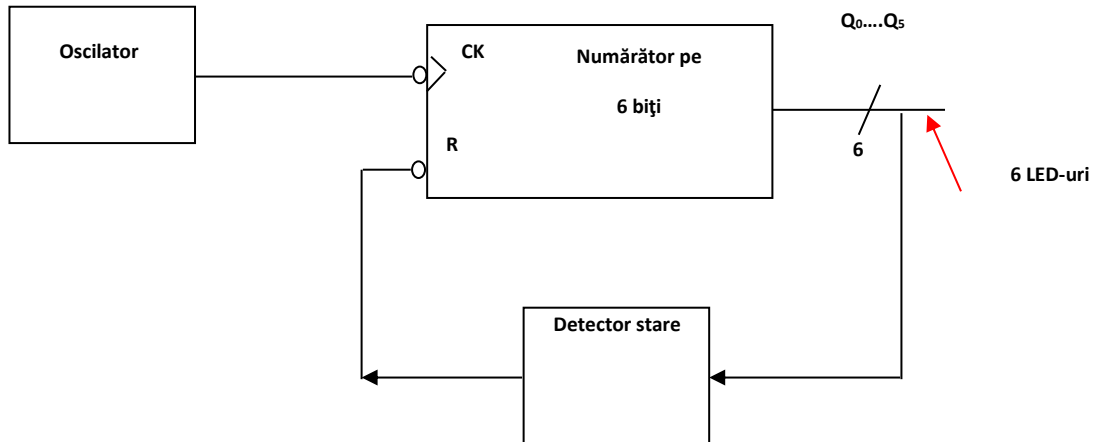 Q₀....Q₅
Oscilator
CK
Numărător pe
6 biţi
R
6
6 LED-uri
Detector stare